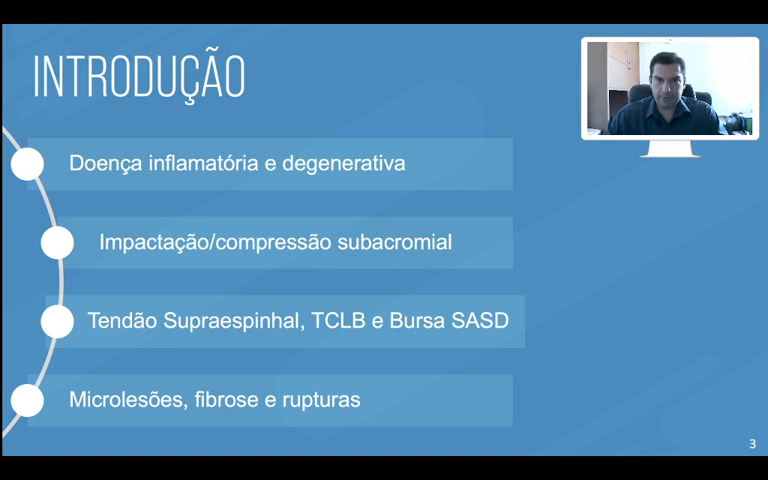 INTRODUÇÃO
Doença inflamatória e degenerativa
Impactação/compressão subacromial
Tendão Supraespinhal, TCLB e Bursa SASD
Microlesões, fibrose e rupturas
3